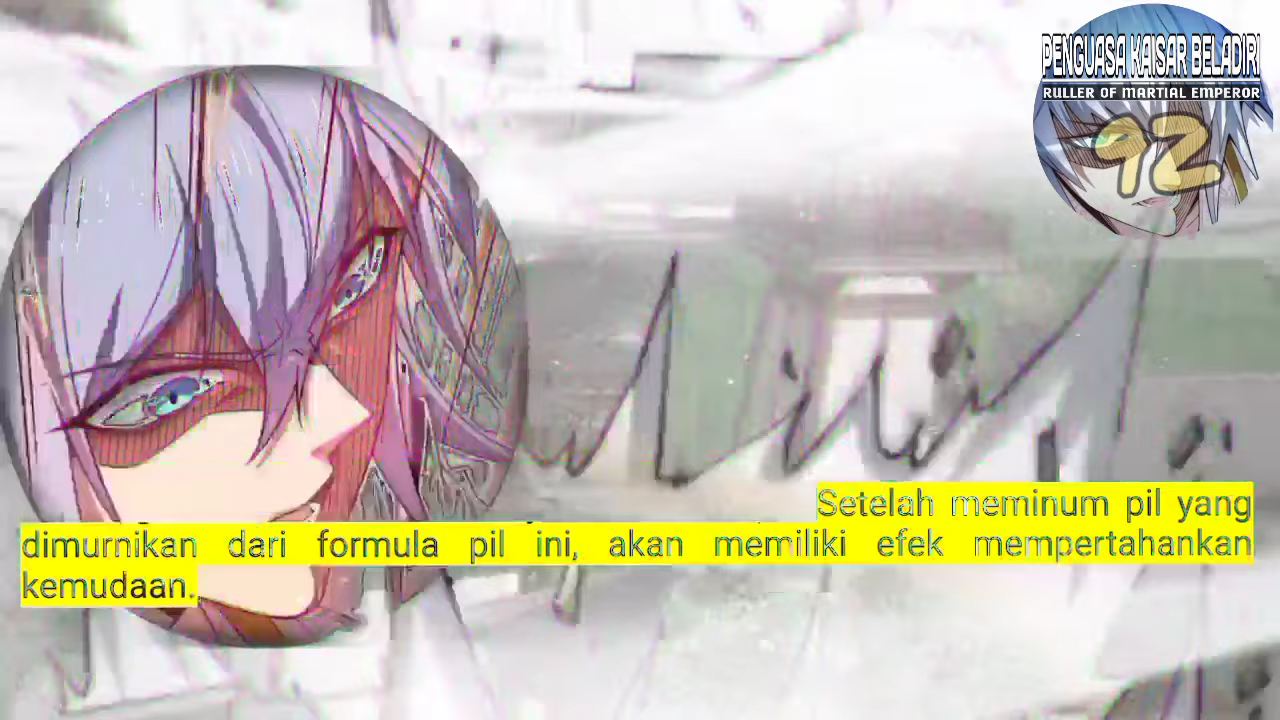 PENGUASA KAISAR BELADIRI
RULLER OF MARTIAL EMPEROR
92
Setelah meminum pil yang
dimurnikan dari formula pil ini, akan memiliki efek mempertahankan
kemudaan.